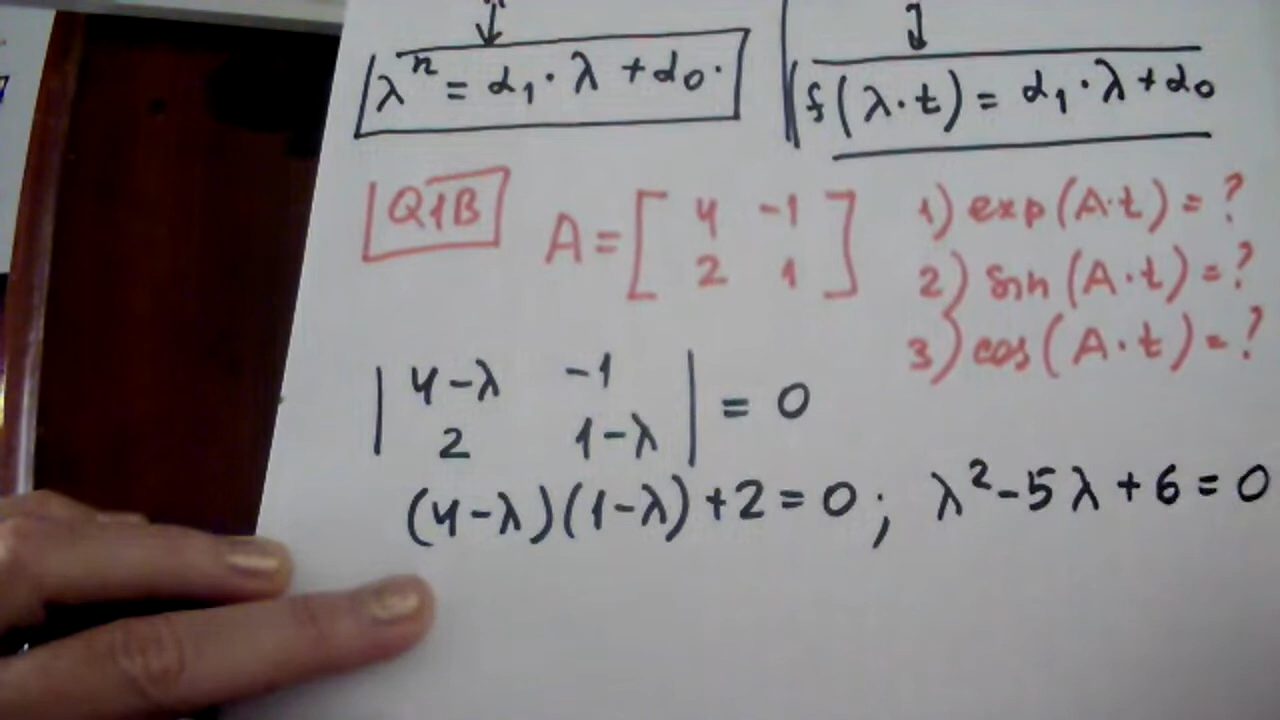 λⁿ = α₁·λ + α₀. f(λ·t) = α₁·λ + α₀
Q1B A = [ 4 -1 1) exp(A·t) = ?
2 1 ] 2) sin(A·t) = ?
3) cos(A·t) = ?
| 4-λ -1
2 1-λ | = 0
(4-λ)(1-λ)+2=0; λ²-5λ+6=0